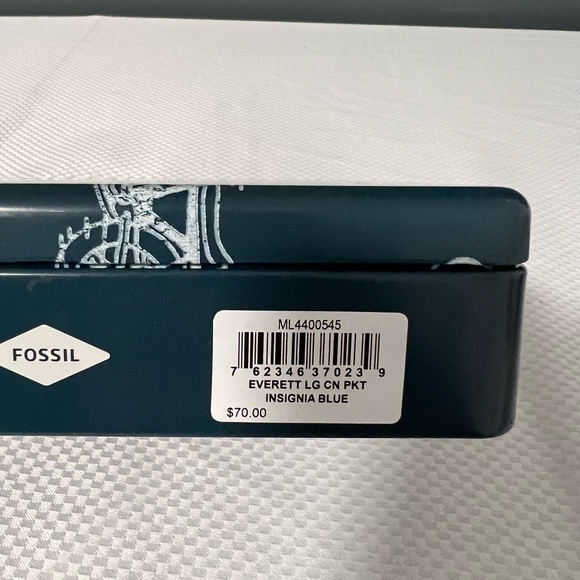 FOSSIL
ML4400545
7 62346 37023 9
EVERETT LG CN PKT
INSIGNIA BLUE
$70.00